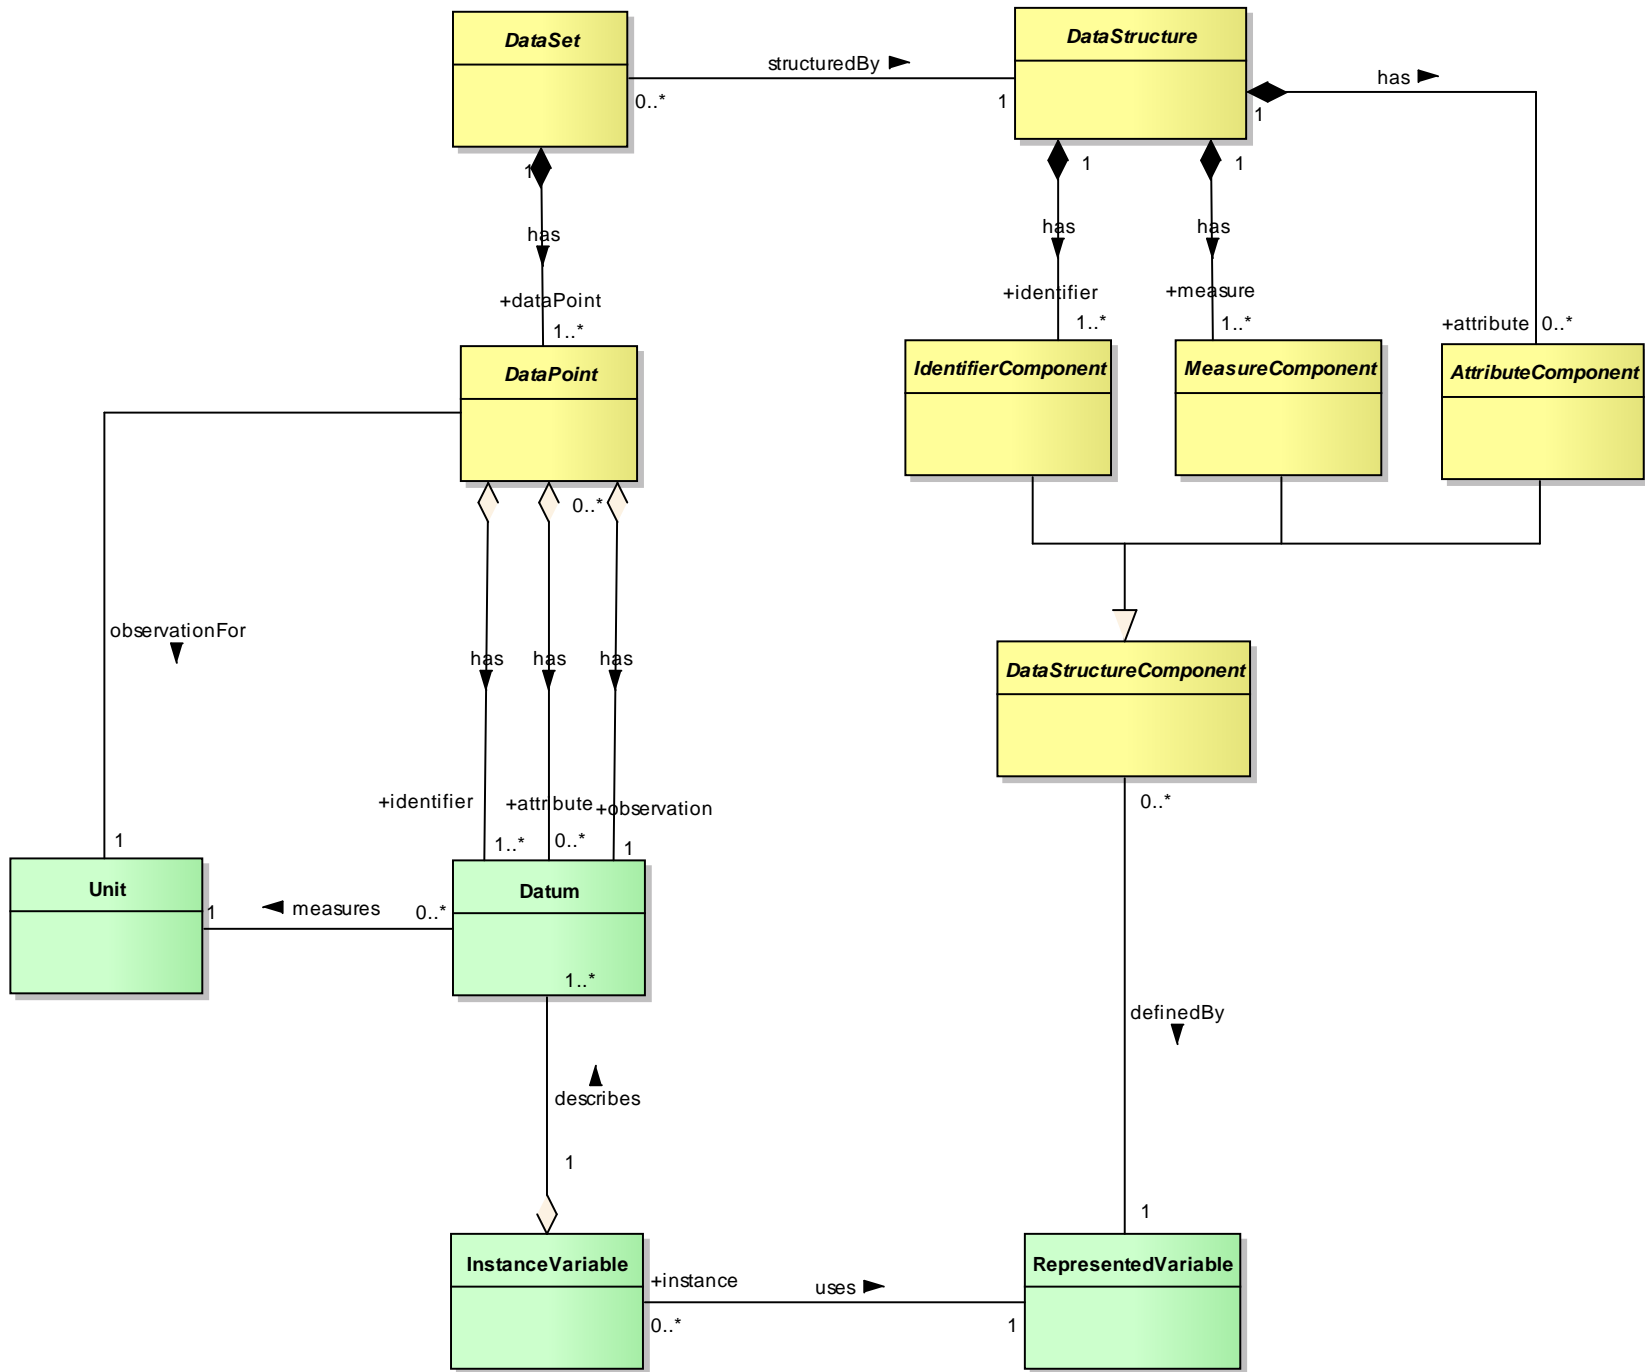 DataSet
DataStructure
structuredBy
has
0..*
1
1
1
1
1
has
has
has
+dataPoint
+identifier
+measure
1..*
1..*
1..*
+attribute
0..*
DataPoint
IdentifierComponent
MeasureComponent
AttributeComponent
0..*
observationFor
has
has
has
DataStructureComponent
+identifier
+attribute
+observation
0..*
1
1..*
0..*
1
Unit
Datum
1
measures
0..*
1..*
definedBy
describes
1
1
InstanceVariable
RepresentedVariable
+instance
uses
0..*
1